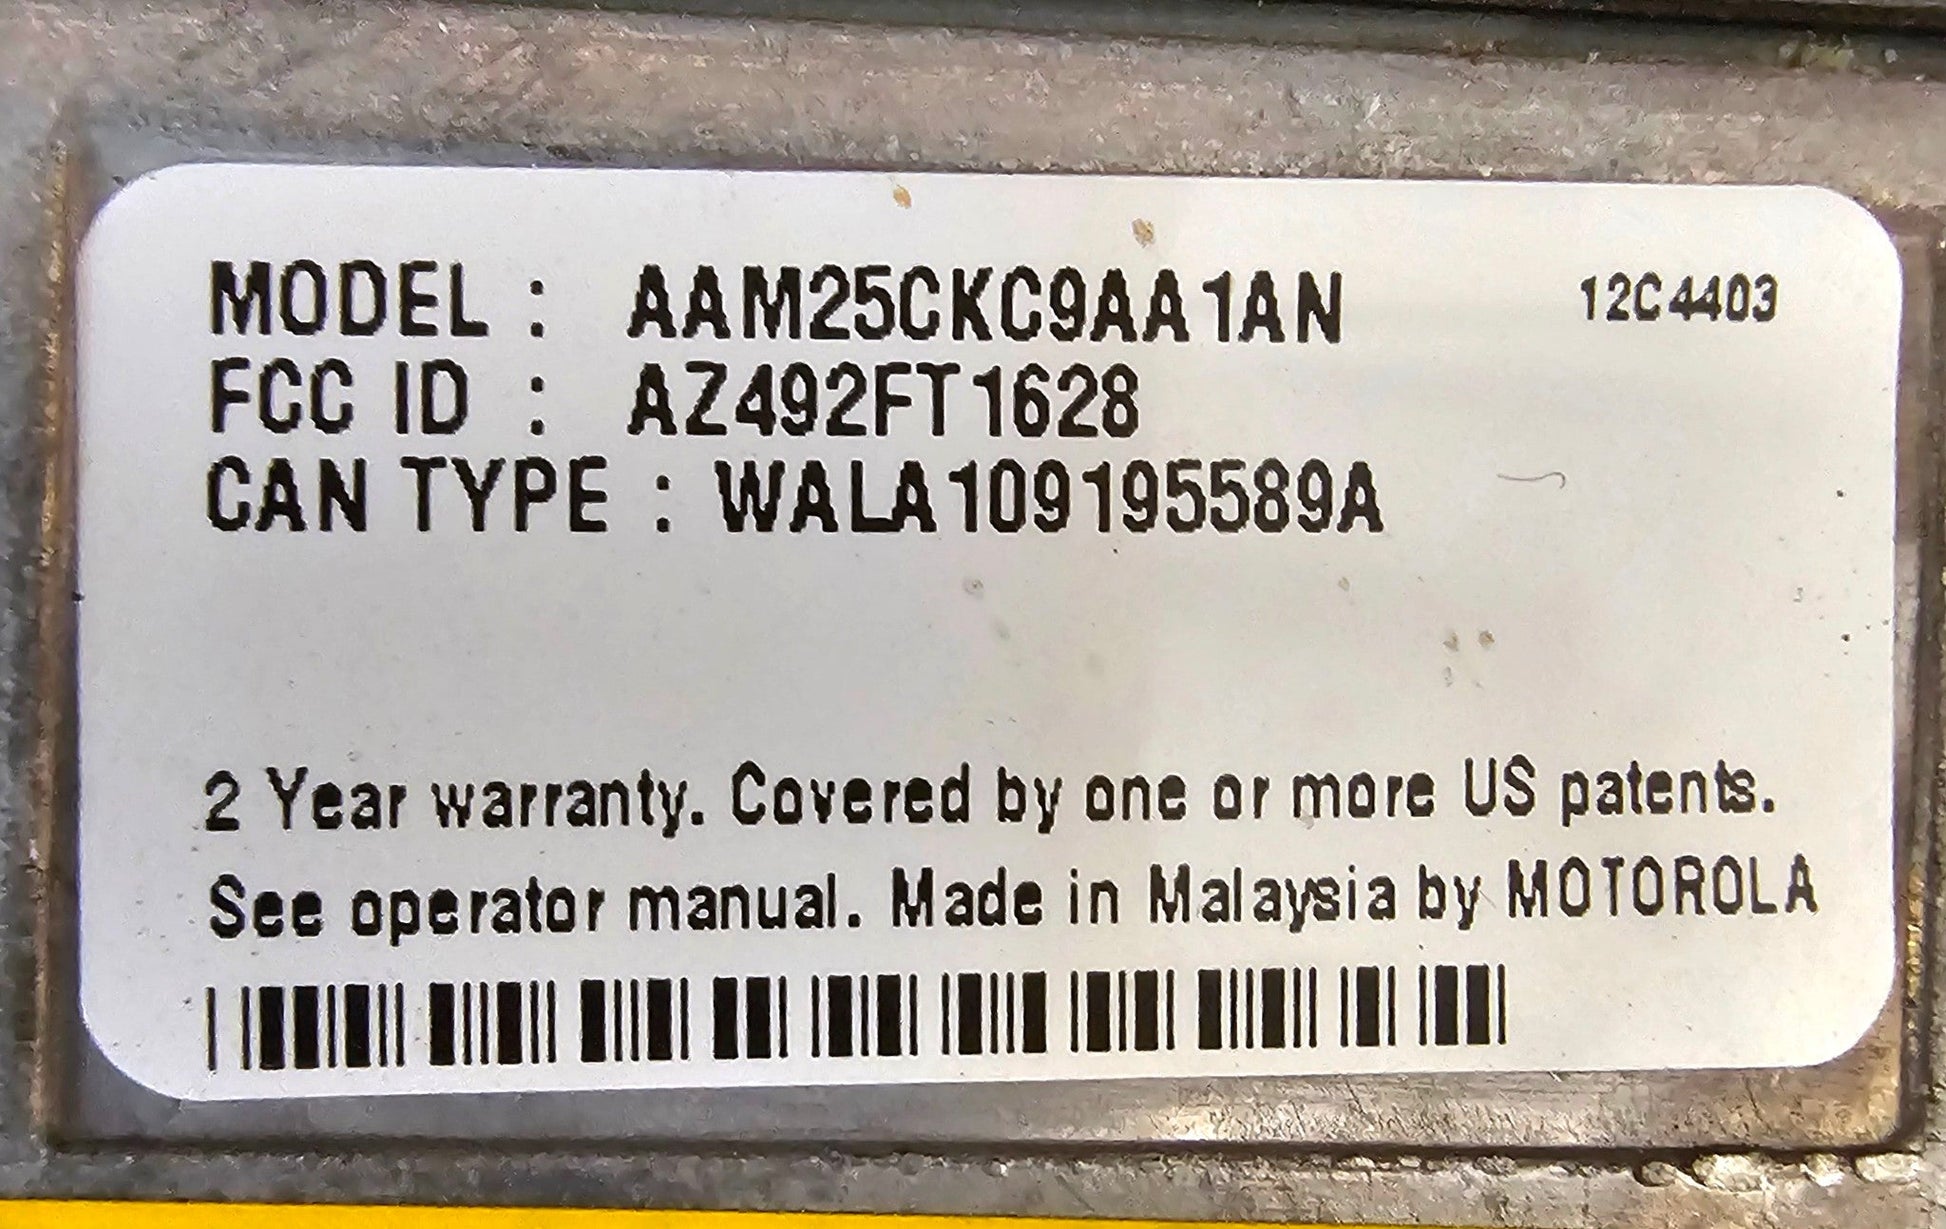 MODEL : AAM25CKC9AA1AN 12C4403
FCC ID : AZ492FT1628
CAN TYPE : WALA109195589A
2 Year warranty. Covered by one or more US patents.
See operator manual. Made in Malaysia by MOTOROLA